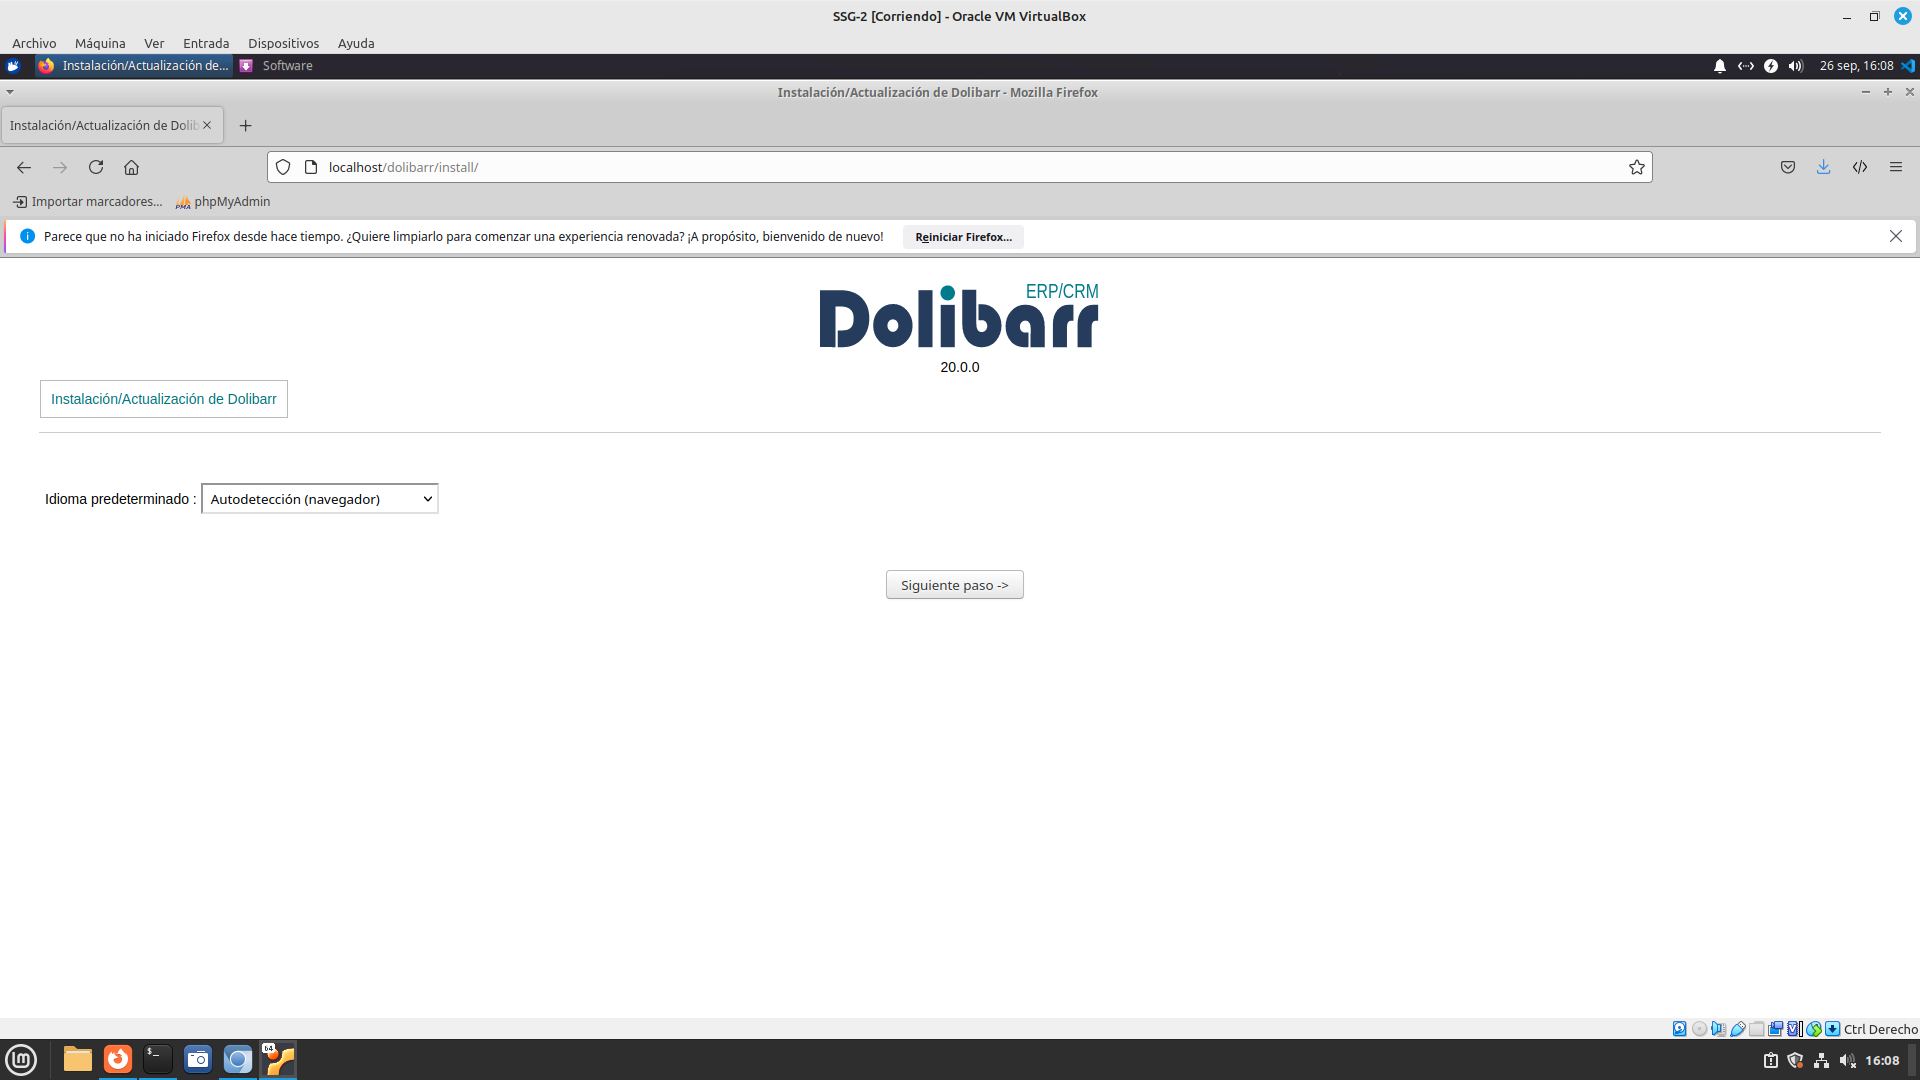 SSG-2 [Corriendo] - Oracle VM VirtualBox
Archivo Máquina Ver Entrada Dispositivos Ayuda
Instalación/Actualización de... Software 26 sep, 16:08
Instalación/Actualización de Dolibarr - Mozilla Firefox
Instalación/Actualización de Dolib
localhost/dolibarr/install/
Importar marcadores... phpMyAdmin
Parece que no ha iniciado Firefox desde hace tiempo. ¿Quiere limpiarlo para comenzar una experiencia renovada? ¡A propósito, bienvenido de nuevo! Reiniciar Firefox...
ERP/CRM
Dolibarr
20.0.0
Instalación/Actualización de Dolibarr
Idioma predeterminado : Autodetección (navegador)
Siguiente paso ->
Ctrl Derecho
64
16:08